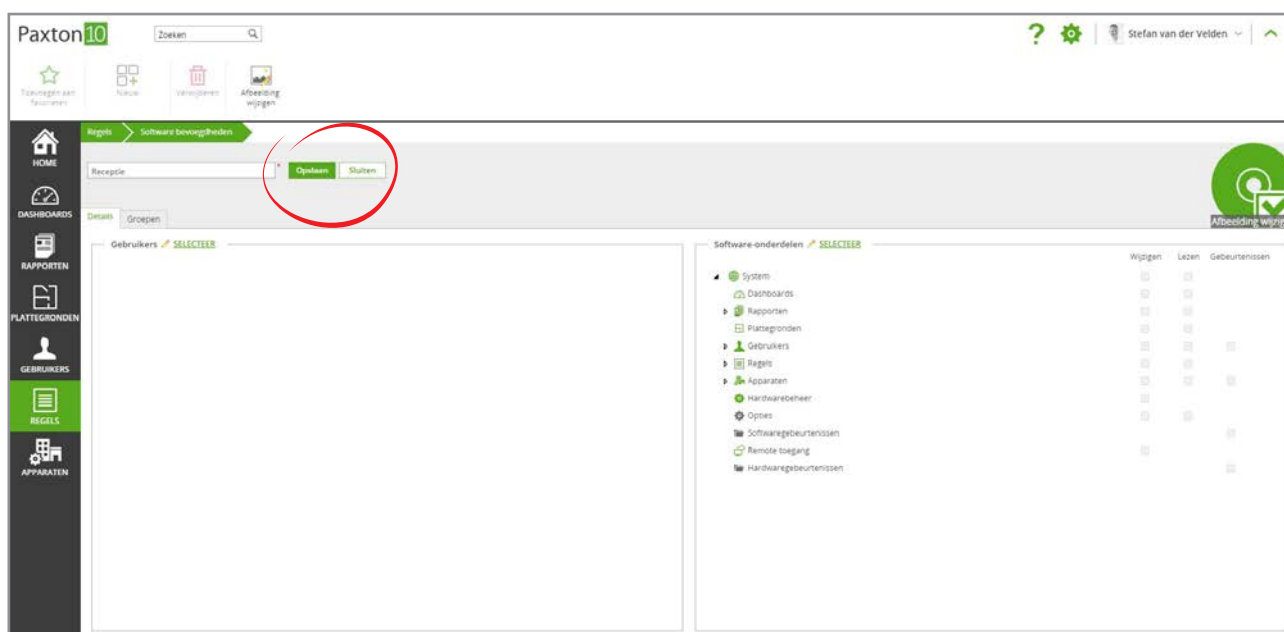 Paxton10
Zoeken
Stefan van der Velden
Toevoegen aan
favorieten
Nieuw
Verwijderen
Afbeelding
wijzigen
HOME
DASHBOARDS
RAPPORTEN
PLATTEGRONDEN
GEBRUIKERS
REGELS
APPARATEN
Regels
Software bevoegdheden
Receptie
*
Opslaan
Sluiten
Afbeelding wijzig
Details
Groepen
Gebruikers SELECTEER
Software-onderdelen SELECTEER
Wijzigen Lezen Gebeurtenissen
System
Dashboards
Rapporten
Plattegronden
Gebruikers
Regels
Apparaten
Hardwarebeheer
Opties
Softwaregebeurtenissen
Remote toegang
Hardwaregebeurtenissen